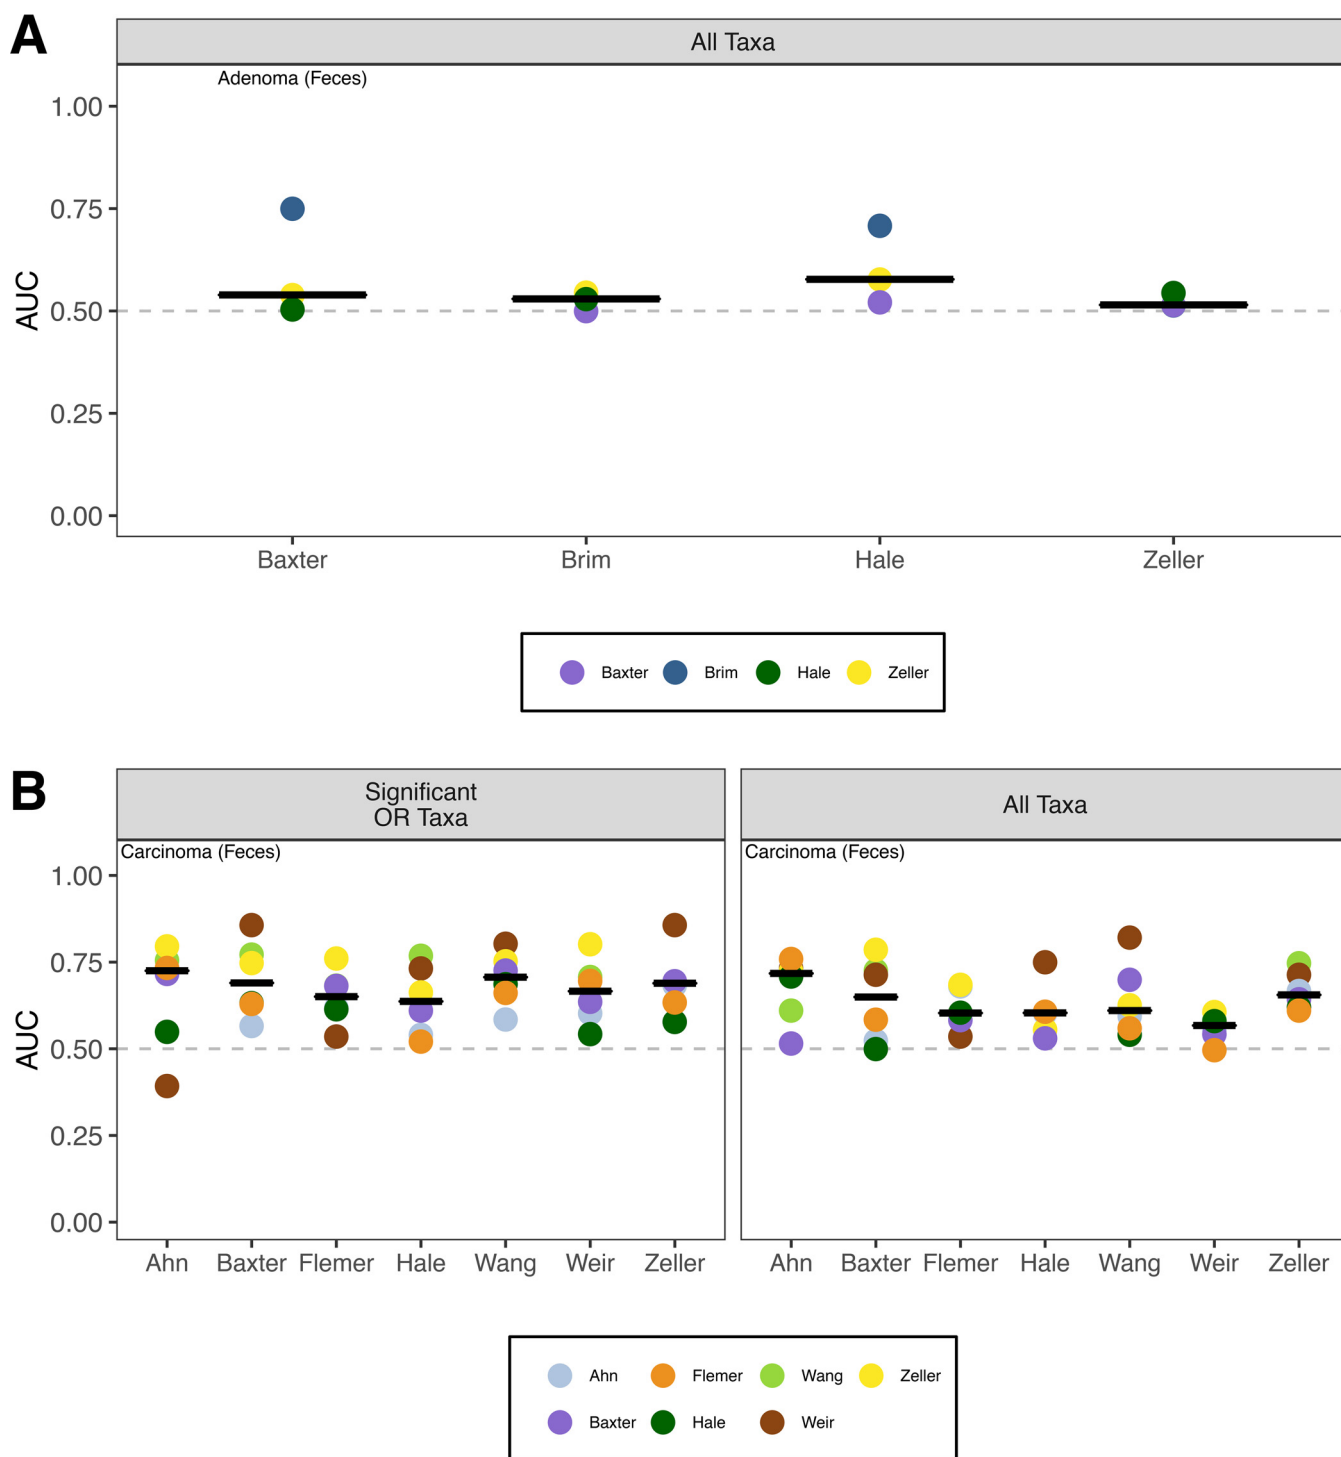 A
All Taxa
Adenoma (Feces)
1.00
0.75
0.50
0.25
0.00
AUC
Baxter Brim Hale Zeller
Baxter Brim Hale Zeller
B
Significant
OR Taxa
All Taxa
Carcinoma (Feces)
Carcinoma (Feces)
1.00
0.75
0.50
0.25
0.00
AUC
Ahn Baxter Flemer Hale Wang Weir Zeller
Ahn Baxter Flemer Hale Wang Weir Zeller
Ahn Flemer Wang Zeller
Baxter Hale Weir